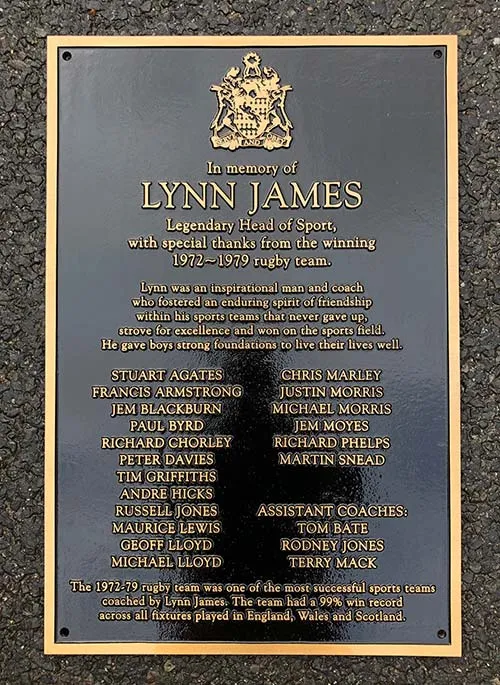 In memory of
LYNN JAMES
Legendary Head of Sport,
with special thanks from the winning
1972~1979 rugby team.
Lynn was an inspirational man and coach
who fostered an enduring spirit of friendship
within his sports teams that never gave up,
strove for excellence and won on the sports field.
He gave boys strong foundations to live their lives well.
STUART AGATES
FRANCIS ARMSTRONG
JEM BLACKBURN
PAUL BYRD
RICHARD CHORLEY
PETER DAVIES
TIM GRIFFITHS
ANDRE HICKS
RUSSELL JONES
MAURICE LEWIS
GEOFF LLOYD
MICHAEL LLOYD
CHRIS MARLEY
JUSTIN MORRIS
MICHAEL MORRIS
JEM MOYES
RICHARD PHELPS
MARTIN SNEAD
ASSISTANT COACHES:
TOM BATE
RODNEY JONES
TERRY MACK
The 1972-79 rugby team was one of the most successful sports teams
coached by Lynn James. The team had a 99% win record
across all fixtures played in England, Wales and Scotland.